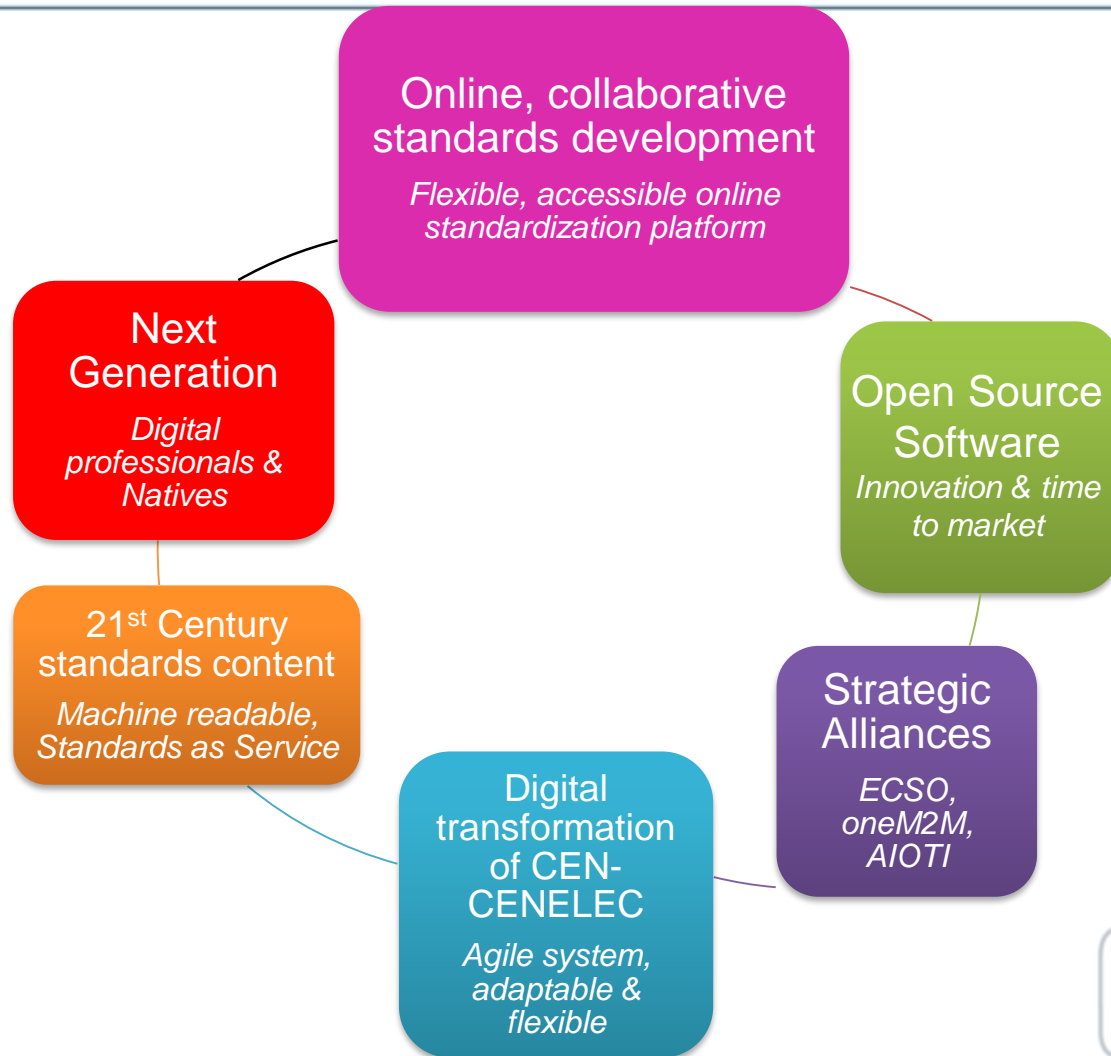 Online, collaborative
standards development
Flexible, accessible online
standardization platform
Next
Generation
Digital
professionals &
Natives
Open Source
Software
Innovation & time
to market
21st Century
standards content
Machine readable,
Standards as Service
Strategic
Alliances
ECSO,
oneM2M,
AIOTI
Digital
transformation
of CEN-
CENELEC
Agile system,
adaptable &
flexible